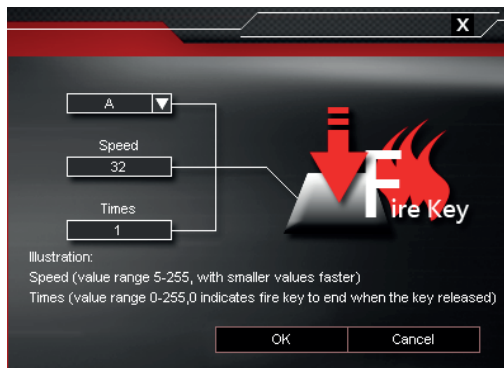 X
A
Speed
32
Times
1
Fire Key
Illustration:
Speed (value range 5-255, with smaller values faster)
Times (value range 0-255,0 indicates fire key to end when the key released)
OK
Cancel